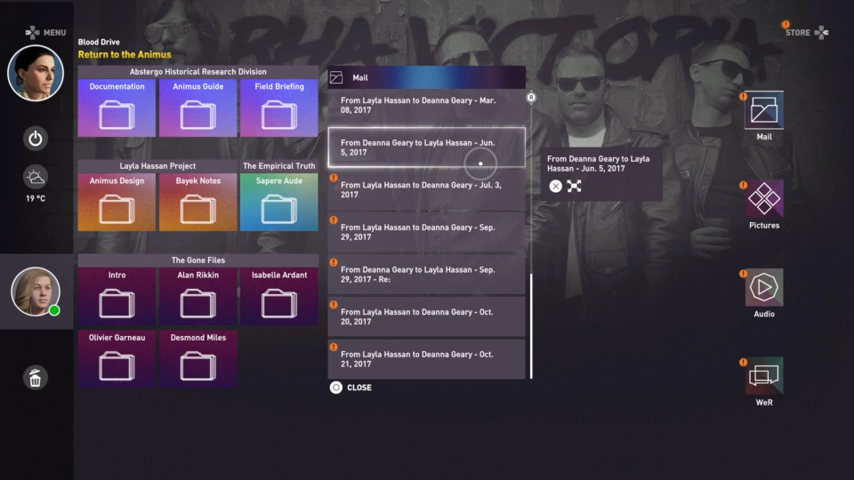 MENU
STORE
Blood Drive
Return to the Animus
Abstergo Historical Research Division
Documentation
Animus Guide
Field Briefing
Layla Hassan Project
The Empirical Truth
Animus Design
Bayek Notes
Sapere Aude
The Gone Files
Intro
Alan Rikkin
Isabelle Ardant
Olivier Garneau
Desmond Miles
19 °C
Mail
From Layla Hassan to Deanna Geary - Mar.
08, 2017
From Deanna Geary to Layla Hassan - Jun.
5, 2017
From Layla Hassan to Deanna Geary - Jul. 3,
2017
From Layla Hassan to Deanna Geary - Sep.
29, 2017
From Deanna Geary to Layla Hassan - Sep.
29, 2017 - Re:
From Layla Hassan to Deanna Geary - Oct.
20, 2017
From Layla Hassan to Deanna Geary - Oct.
21, 2017
CLOSE
R
From Deanna Geary to Layla
Hassan - Jun. 5, 2017
Mail
Pictures
Audio
WeR